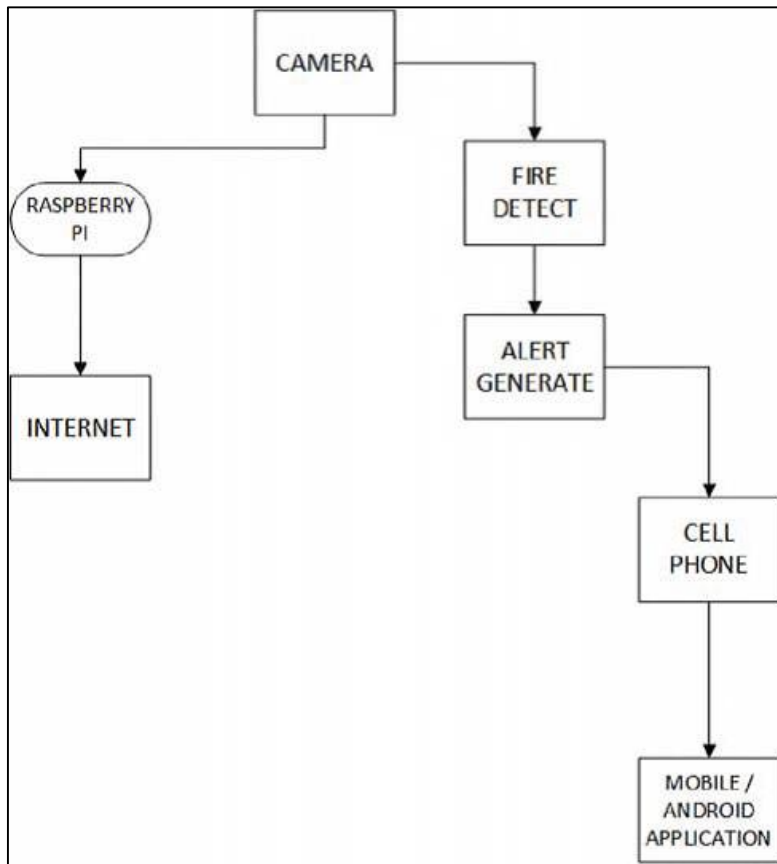 CAMERA
RASPBERRY
PI
INTERNET
FIRE
DETECT
ALERT
GENERATE
CELL
PHONE
MOBILE /
ANDROID
APPLICATION